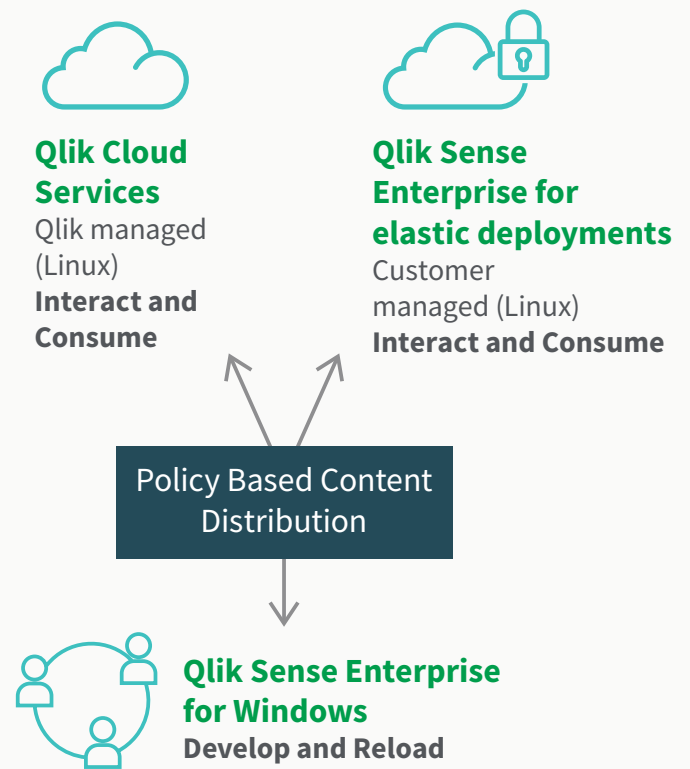 Qlik Cloud
Services
Qlik managed
(Linux)
Interact and
Consume
Qlik Sense
Enterprise for
elastic deployments
Customer
managed (Linux)
Interact and Consume
Policy Based Content
Distribution
Qlik Sense Enterprise
for Windows
Develop and Reload